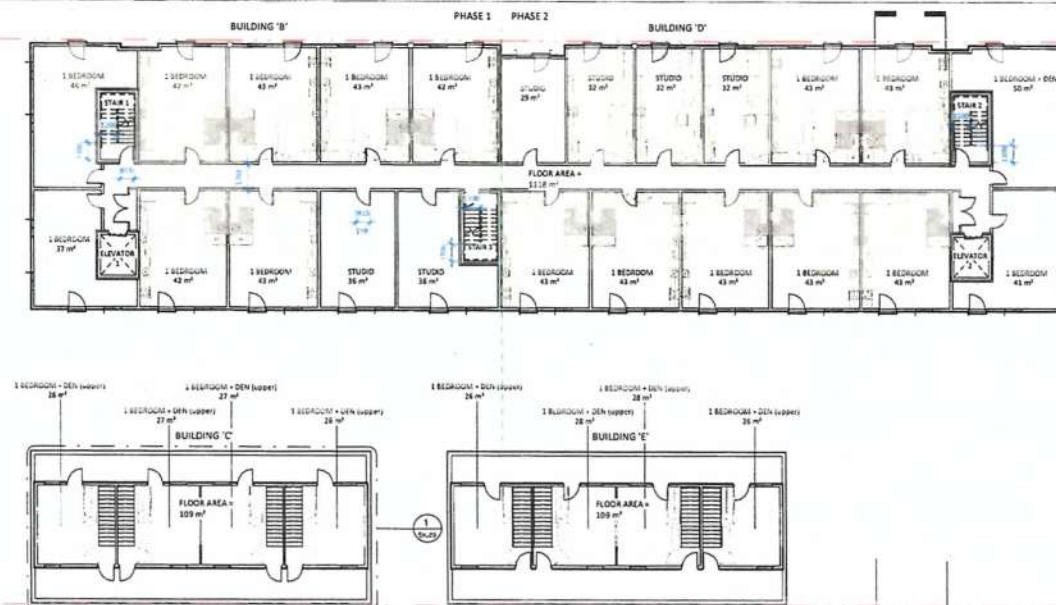 PHASE 1 PHASE 2
BUILDING 'B'
BUILDING 'D'
1 BEDROOM
44 m²
1 BEDROOM
42 m²
1 BEDROOM
43 m²
1 BEDROOM
43 m²
1 BEDROOM
42 m²
STUDIO
29 m²
STUDIO
32 m²
STUDIO
32 m²
STUDIO
32 m²
1 BEDROOM
43 m²
1 BEDROOM
43 m²
1 BEDROOM + DEN
50 m²
STAIR 1
STAIR 2
FLOOR AREA =
1118 m²
1 BEDROOM
37 m²
ELEVATOR
1
1 BEDROOM
42 m²
1 BEDROOM
43 m²
STUDIO
36 m²
STUDIO
38 m²
STAIR 3
1 BEDROOM
43 m²
1 BEDROOM
43 m²
1 BEDROOM
43 m²
1 BEDROOM
43 m²
1 BEDROOM
43 m²
ELEVATOR
1 BEDROOM
41 m²
1 BEDROOM + DEN (upper)
26 m²
1 BEDROOM + DEN (upper)
27 m²
1 BEDROOM + DEN (upper)
27 m²
1 BEDROOM + DEN (upper)
26 m²
BUILDING 'C'
FLOOR AREA =
109 m²
1
1 BEDROOM + DEN (upper)
26 m²
1 BEDROOM + DEN (upper)
28 m²
1 BEDROOM + DEN (upper)
28 m²
1 BEDROOM + DEN (upper)
26 m²
BUILDING 'E'
FLOOR AREA =
109 m²